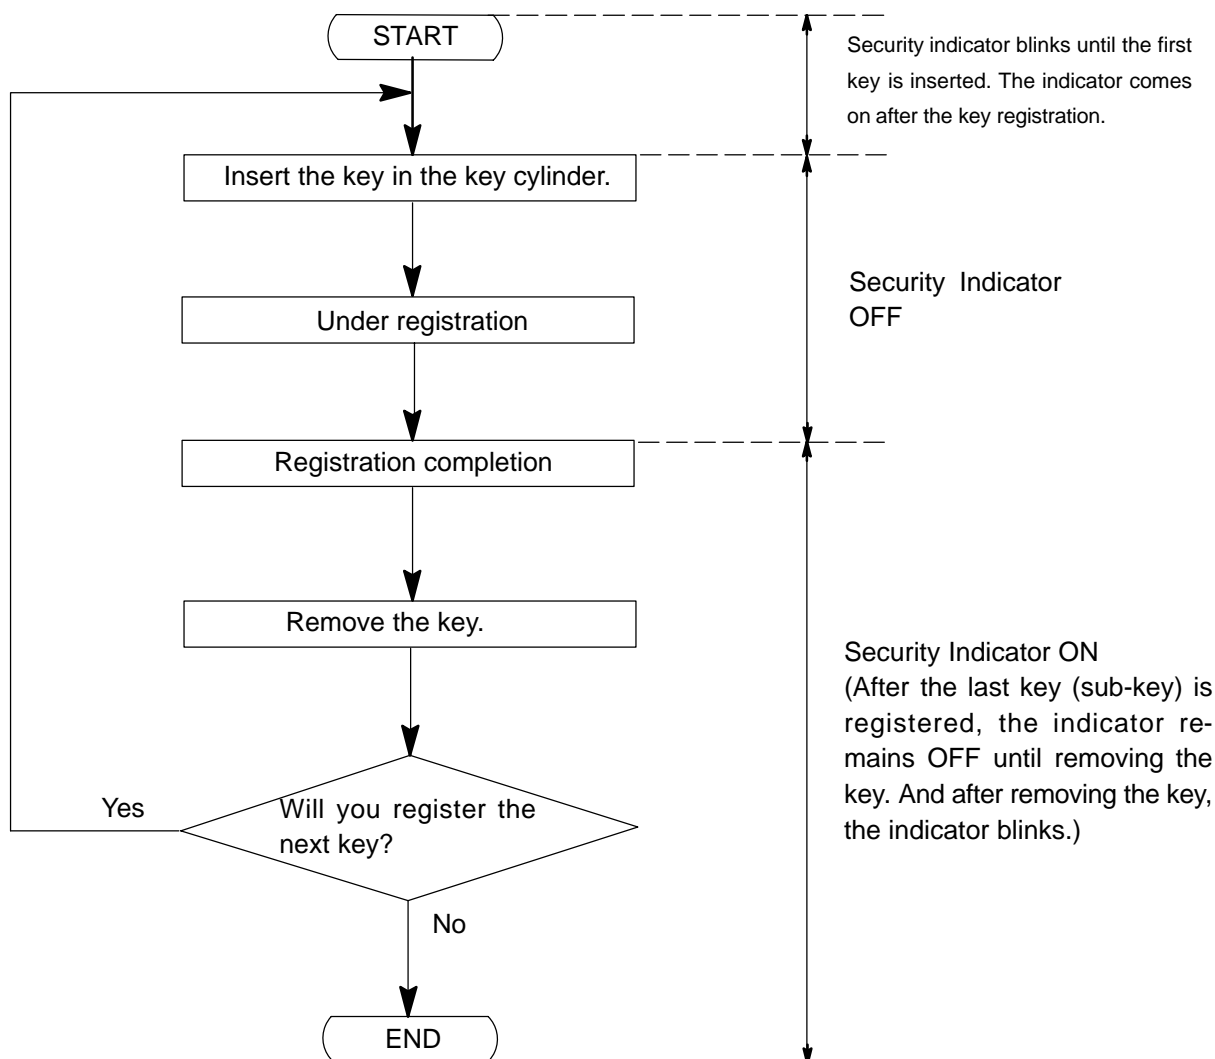 START
Security indicator blinks until the first
key is inserted. The indicator comes
on after the key registration.
Insert the key in the key cylinder.
Security Indicator
OFF
Under registration
Registration completion
Remove the key.
Security Indicator ON
(After the last key (sub-key) is
registered, the indicator re-
mains OFF until removing the
key. And after removing the key,
the indicator blinks.)
Yes
Will you register the
next key?
No
END